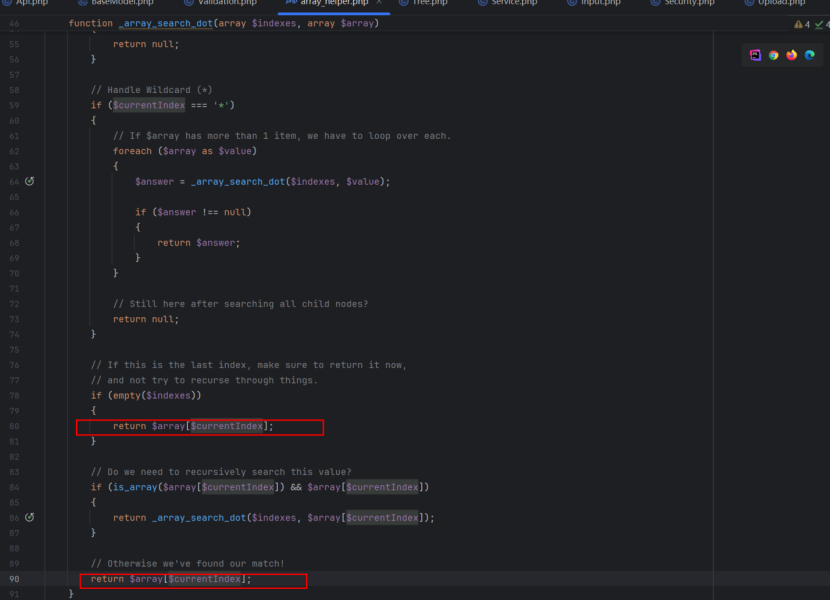 Api.php BaseModel.php Validation.php array_helper.php Tree.php Service.php Input.php Security.php Upload.php
46 function _array_search_dot(array $indexes, array $array) 4 4
{
55 return null;
56 }
57
58 // Handle Wildcard (*)
59 if ($currentIndex === '*')
60 {
61 // If $array has more than 1 item, we have to loop over each.
62 foreach ($array as $value)
63 {
64 $answer = _array_search_dot($indexes, $value);
65
66 if ($answer !== null)
67 {
68 return $answer;
69 }
70 }
71
72 // Still here after searching all child nodes?
73 return null;
74 }
75
76 // If this is the last index, make sure to return it now,
77 // and not try to recurse through things.
78 if (empty($indexes))
79 {
80 return $array[$currentIndex];
81 }
82
83 // Do we need to recursively search this value?
84 if (is_array($array[$currentIndex]) && $array[$currentIndex])
85 {
86 return _array_search_dot($indexes, $array[$currentIndex]);
87 }
88
89 // Otherwise we've found our match!
90 return $array[$currentIndex];
91 }